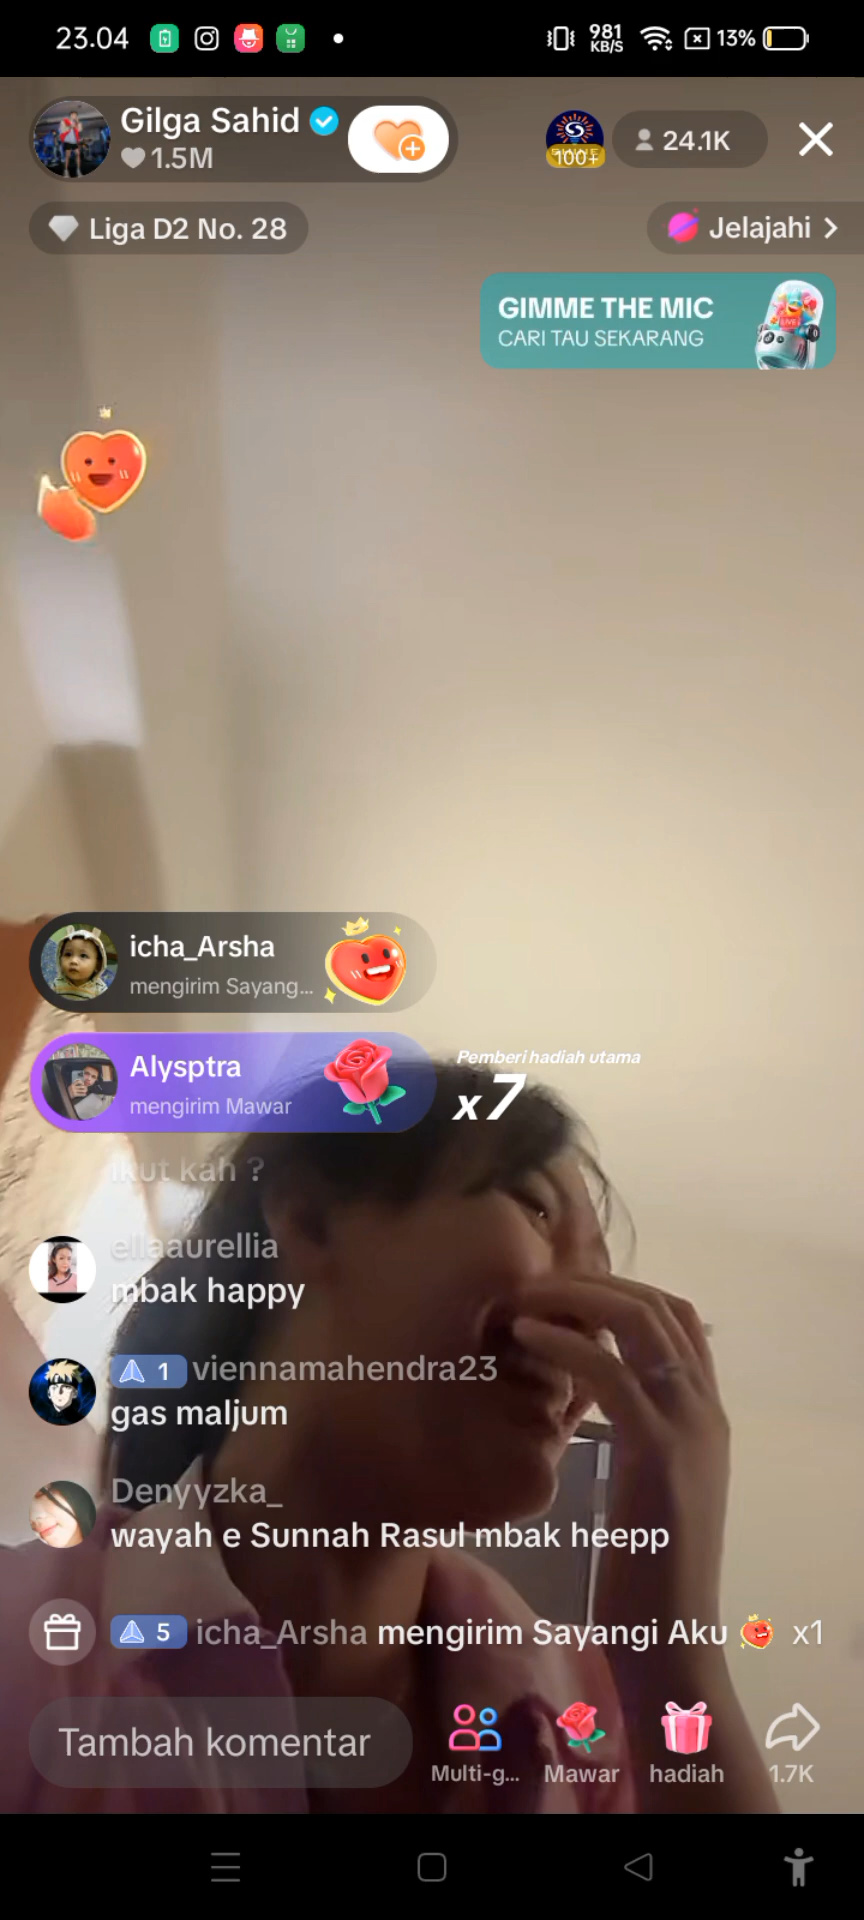 23.04
981
KB/S
13%
Gilga Sahid
1.5M
100+
24.1K
Liga D2 No. 28
Jelajahi
GIMME THE MIC
CARI TAU SEKARANG
icha_Arsha
mengirim Sayang...
Alysptra
mengirim Mawar
Pemberi hadiah utama
x7
ikut kah ?
ellaaurellia
mbak happy
1 viennamahendra23
gas maljum
Denyyzka_
wayah e Sunnah Rasul mbak heepp
5 icha_Arsha mengirim Sayangi Aku x1
Tambah komentar
Multi-g...
Mawar
hadiah
1.7K